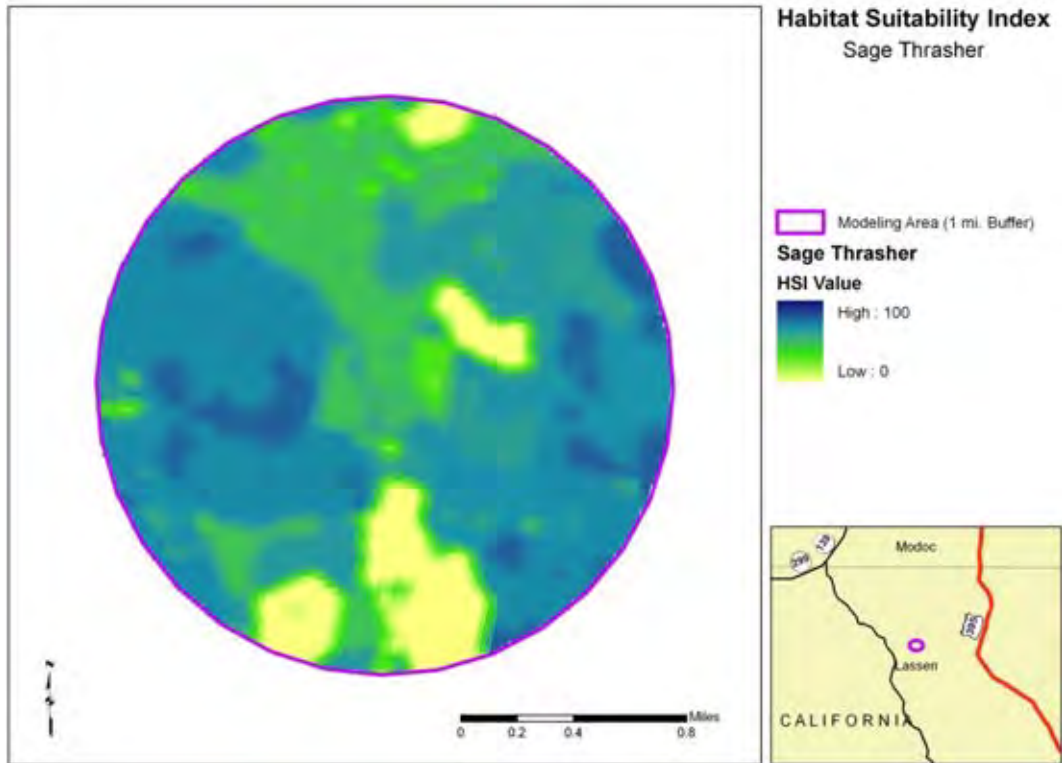 Habitat Suitability Index
Sage Thrasher
Modeling Area (1 mi. Buffer)
Sage Thrasher
HSI Value
High : 100
Low : 0
Miles
0 0.2 0.4 0.8
139
299
Modoc
395
Lassen
CALIFORNIA